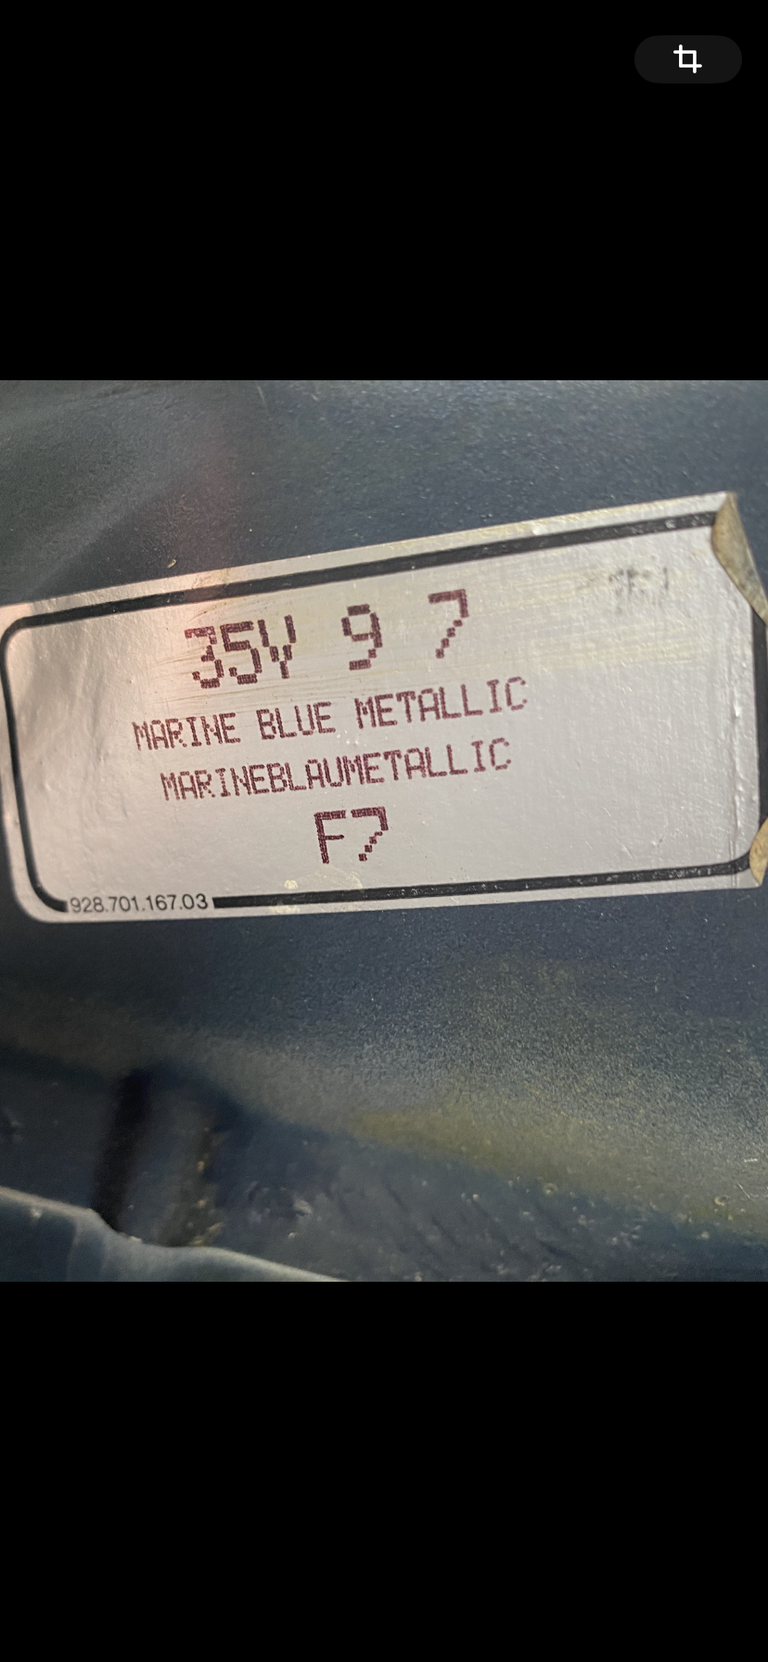 35V 9 7
MARINE BLUE METALLIC
MARINEBLAUMETALLIC
F7
928.701.167.03